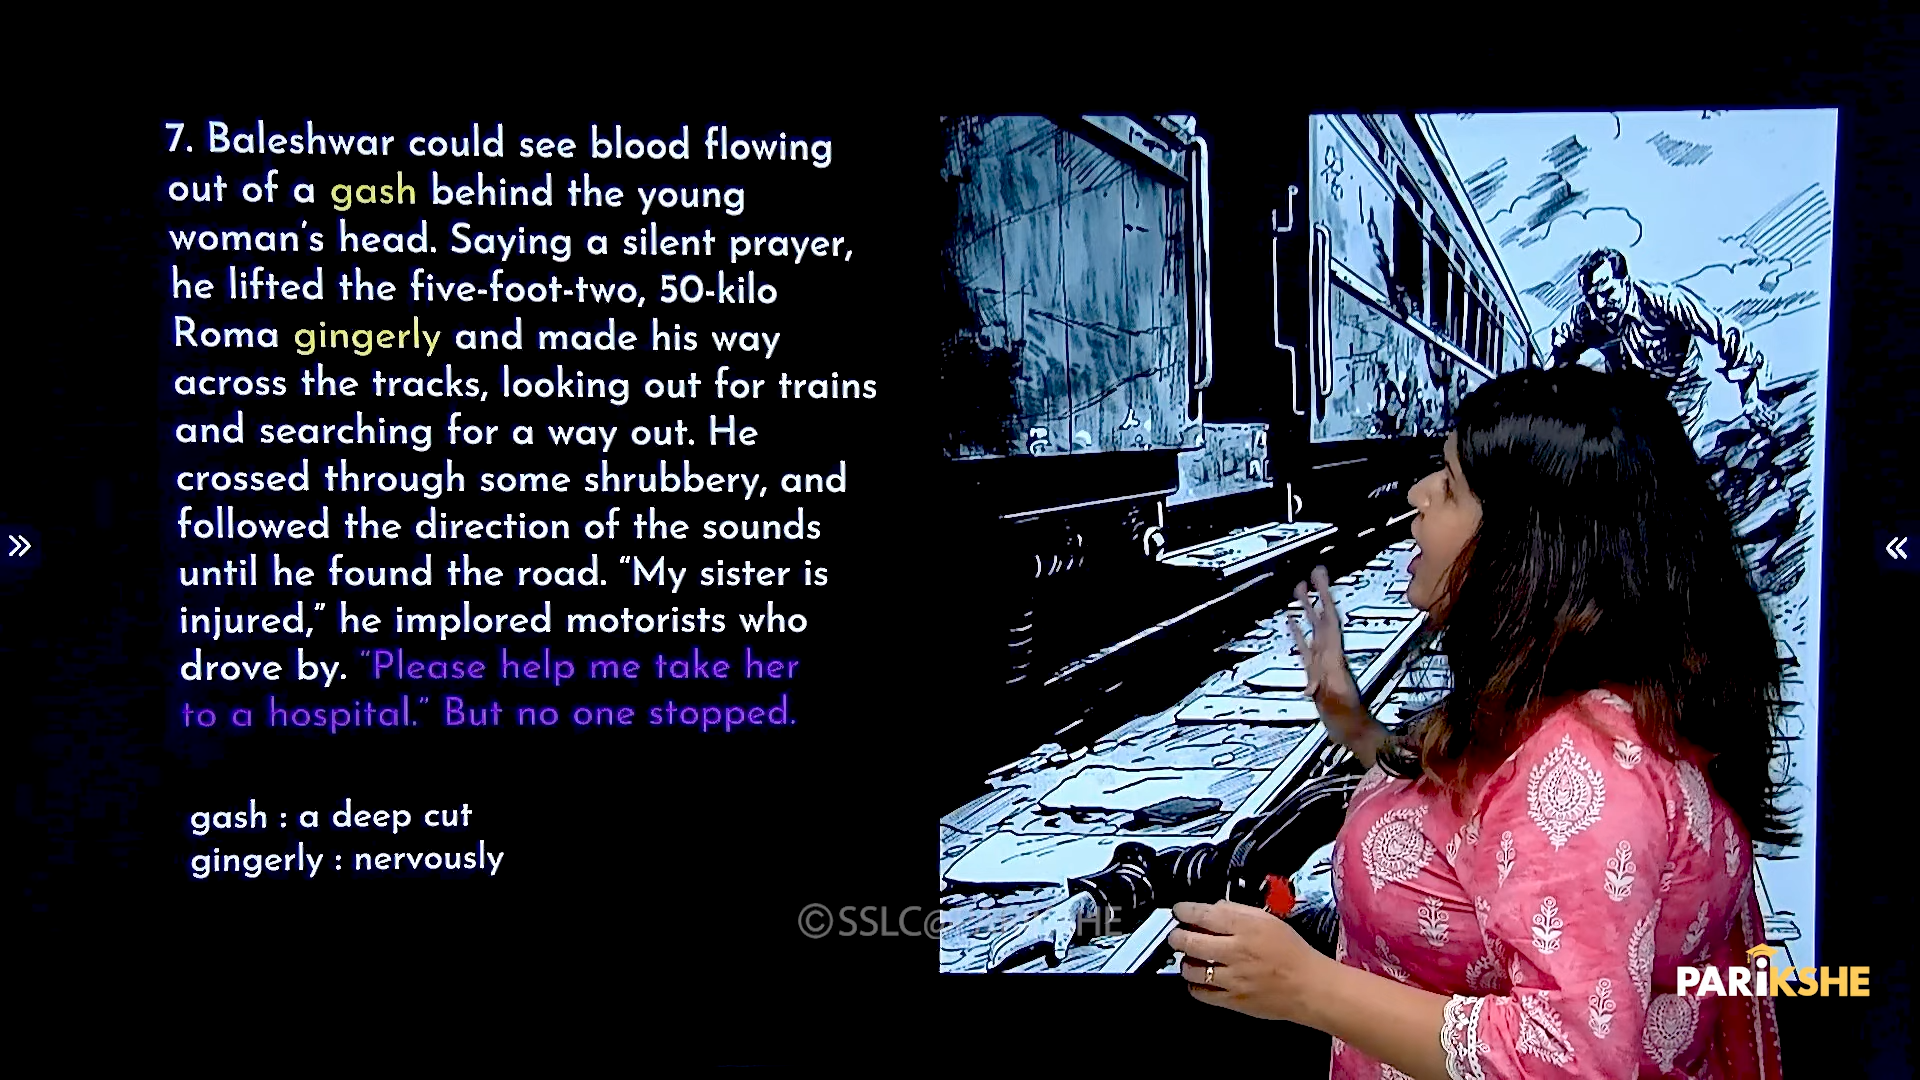 7. Baleshwar could see blood flowing
out of a gash behind the young
woman's head. Saying a silent prayer,
he lifted the five-foot-two, 50-kilo
Roma gingerly and made his way
across the tracks, looking out for trains
and searching for a way out. He
crossed through some shrubbery, and
followed the direction of the sounds
until he found the road. “My sister is
injured,” he implored motorists who
drove by. “Please help me take her
to a hospital.” But no one stopped.
gash : a deep cut
gingerly : nervously
PARiKSHE